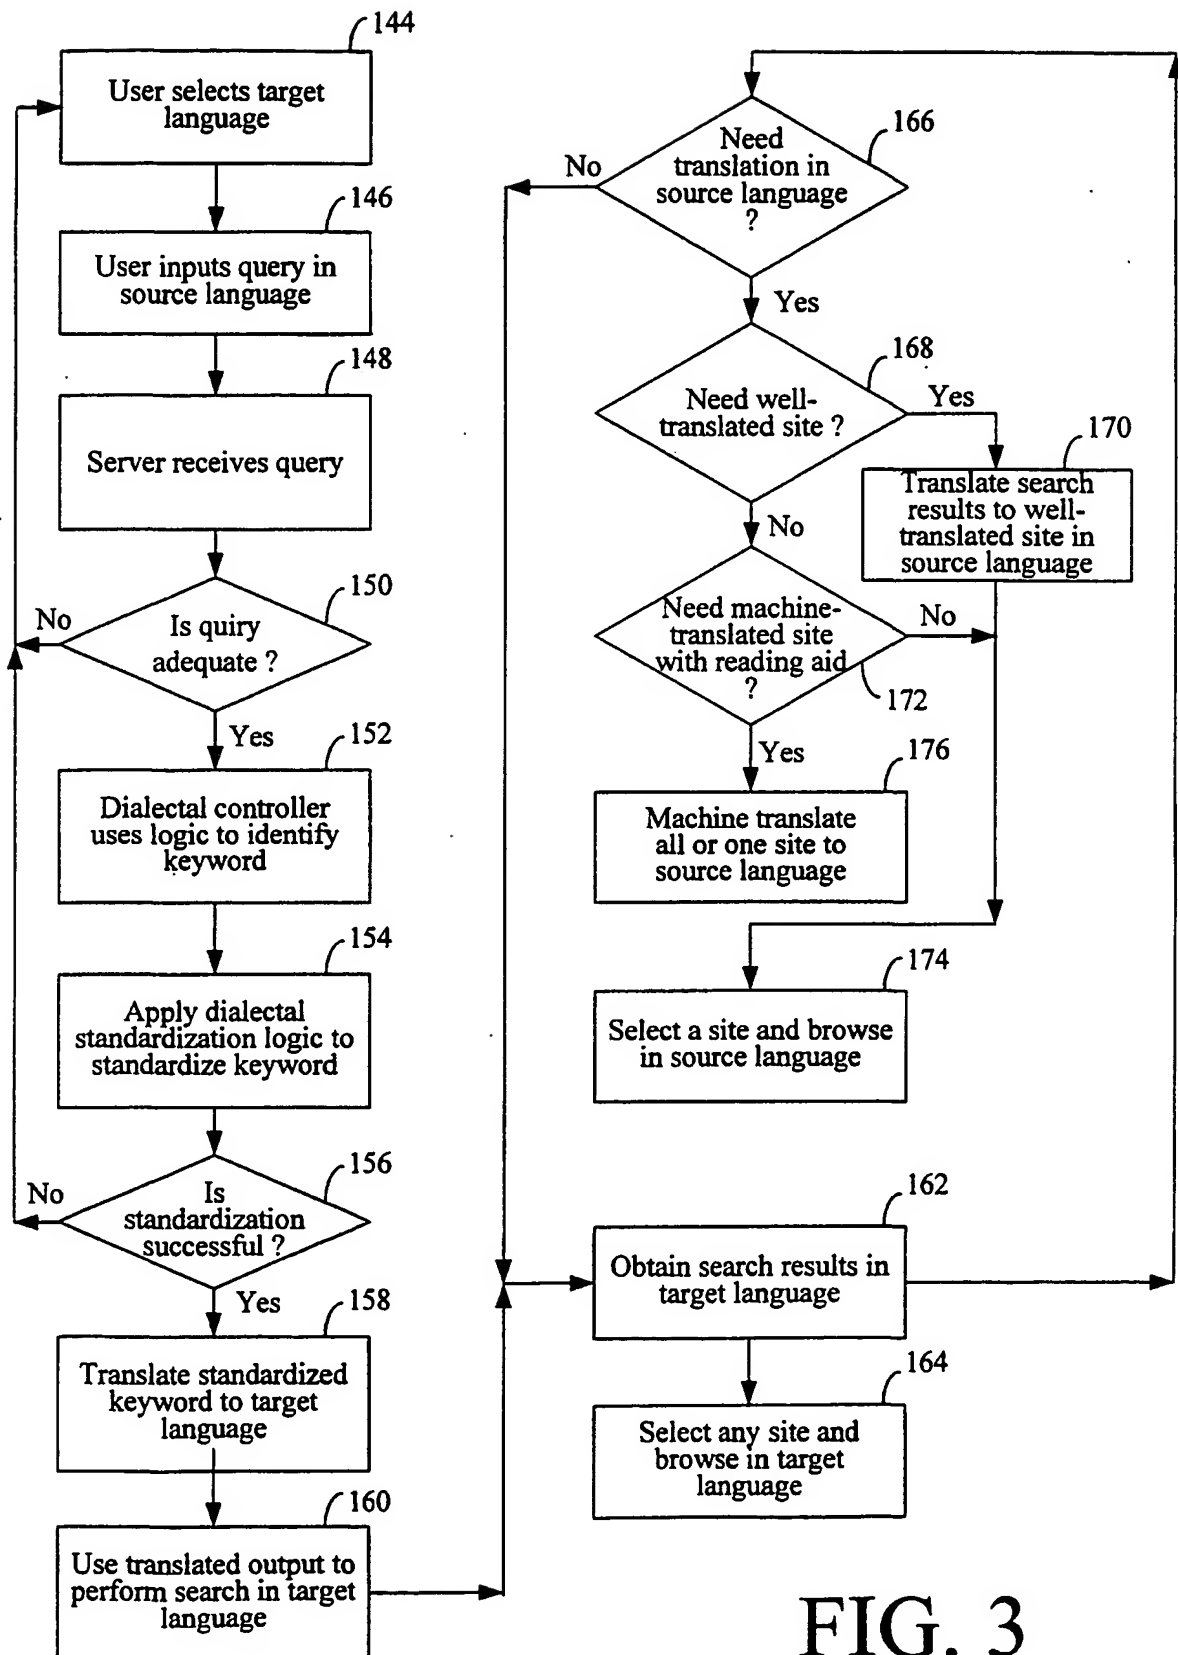 144
User selects target
language
146
User inputs query in
source language
148
Server receives query
150
Is quiry
adequate ?
No
Yes
152
Dialectal controller
uses logic to identify
keyword
154
Apply dialectal
standardization logic to
standardize keyword
156
Is
standardization
successful ?
No
Yes
158
Translate standardized
keyword to target
language
160
Use translated output to
perform search in target
language
166
Need
translation in
source language
?
No
Yes
168
Need well-
translated site ?
Yes
No
170
Translate search
results to well-
translated site in
source language
Need machine-
translated site
with reading aid
?
172
No
Yes
176
Machine translate
all or one site to
source language
174
Select a site and browse
in source language
162
Obtain search results in
target language
164
Select any site and
browse in target
language
FIG. 3